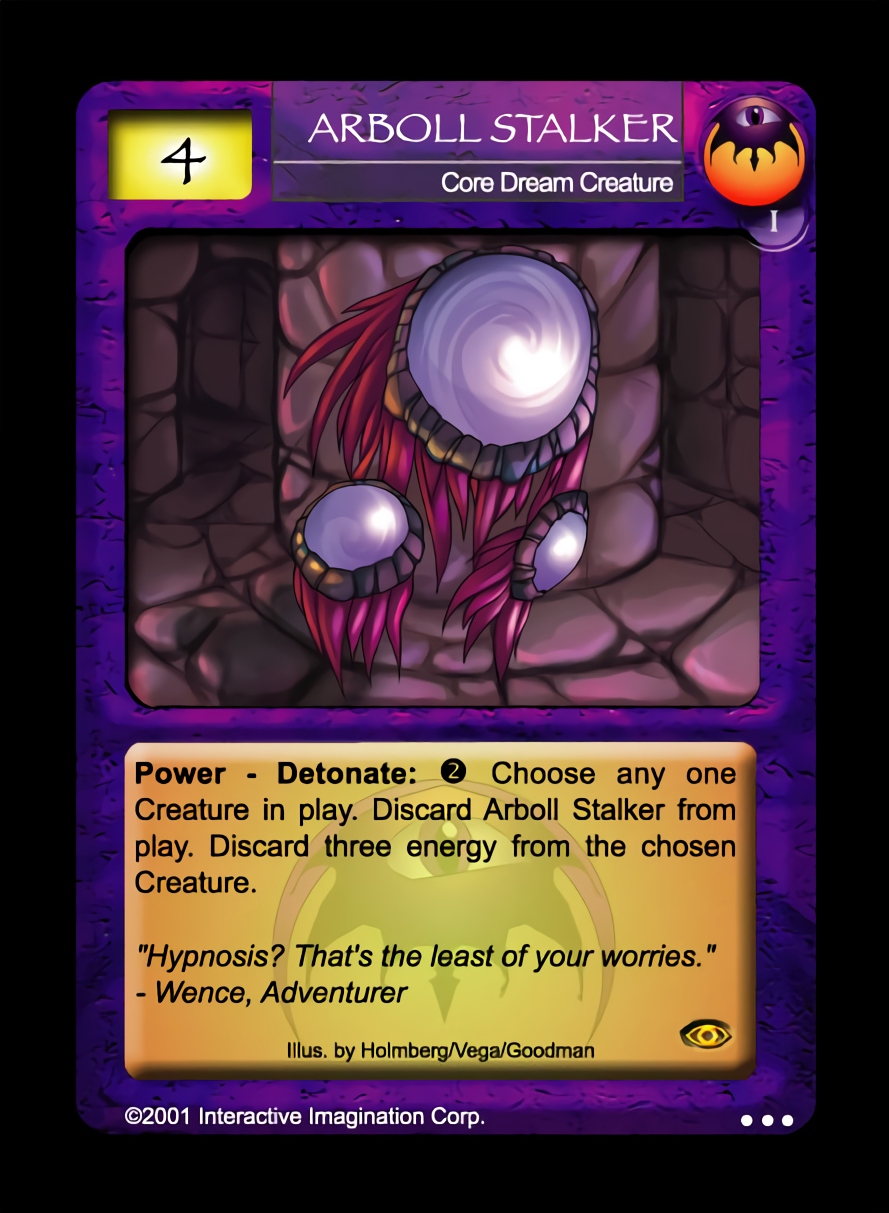 4
ARBOLL STALKER
Core Dream Creature
I
Power - Detonate: ❷ Choose any one
Creature in play. Discard Arboll Stalker from
play. Discard three energy from the chosen
Creature.
"Hypnosis? That's the least of your worries."
- Wence, Adventurer
Illus. by Holmberg/Vega/Goodman
©2001 Interactive Imagination Corp.